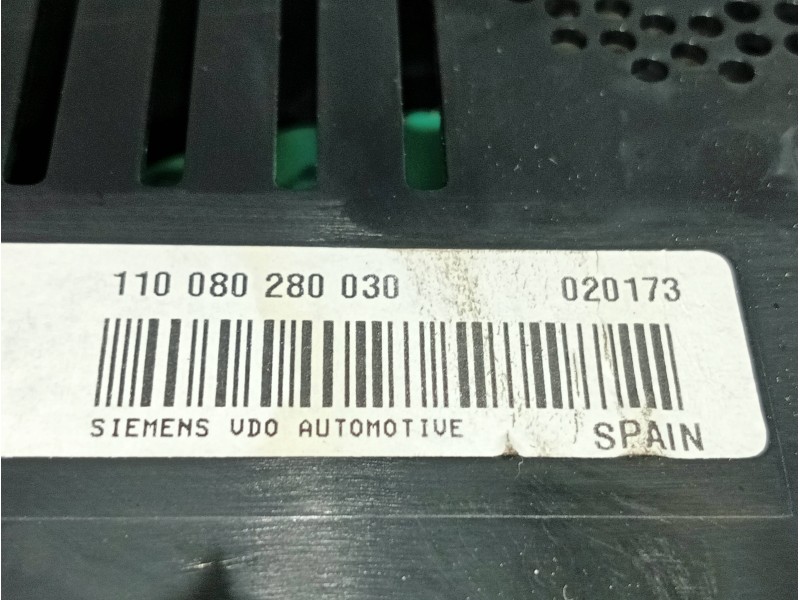 110 080 280 030 020173
SIEMENS VDO AUTOMOTIVE SPAIN